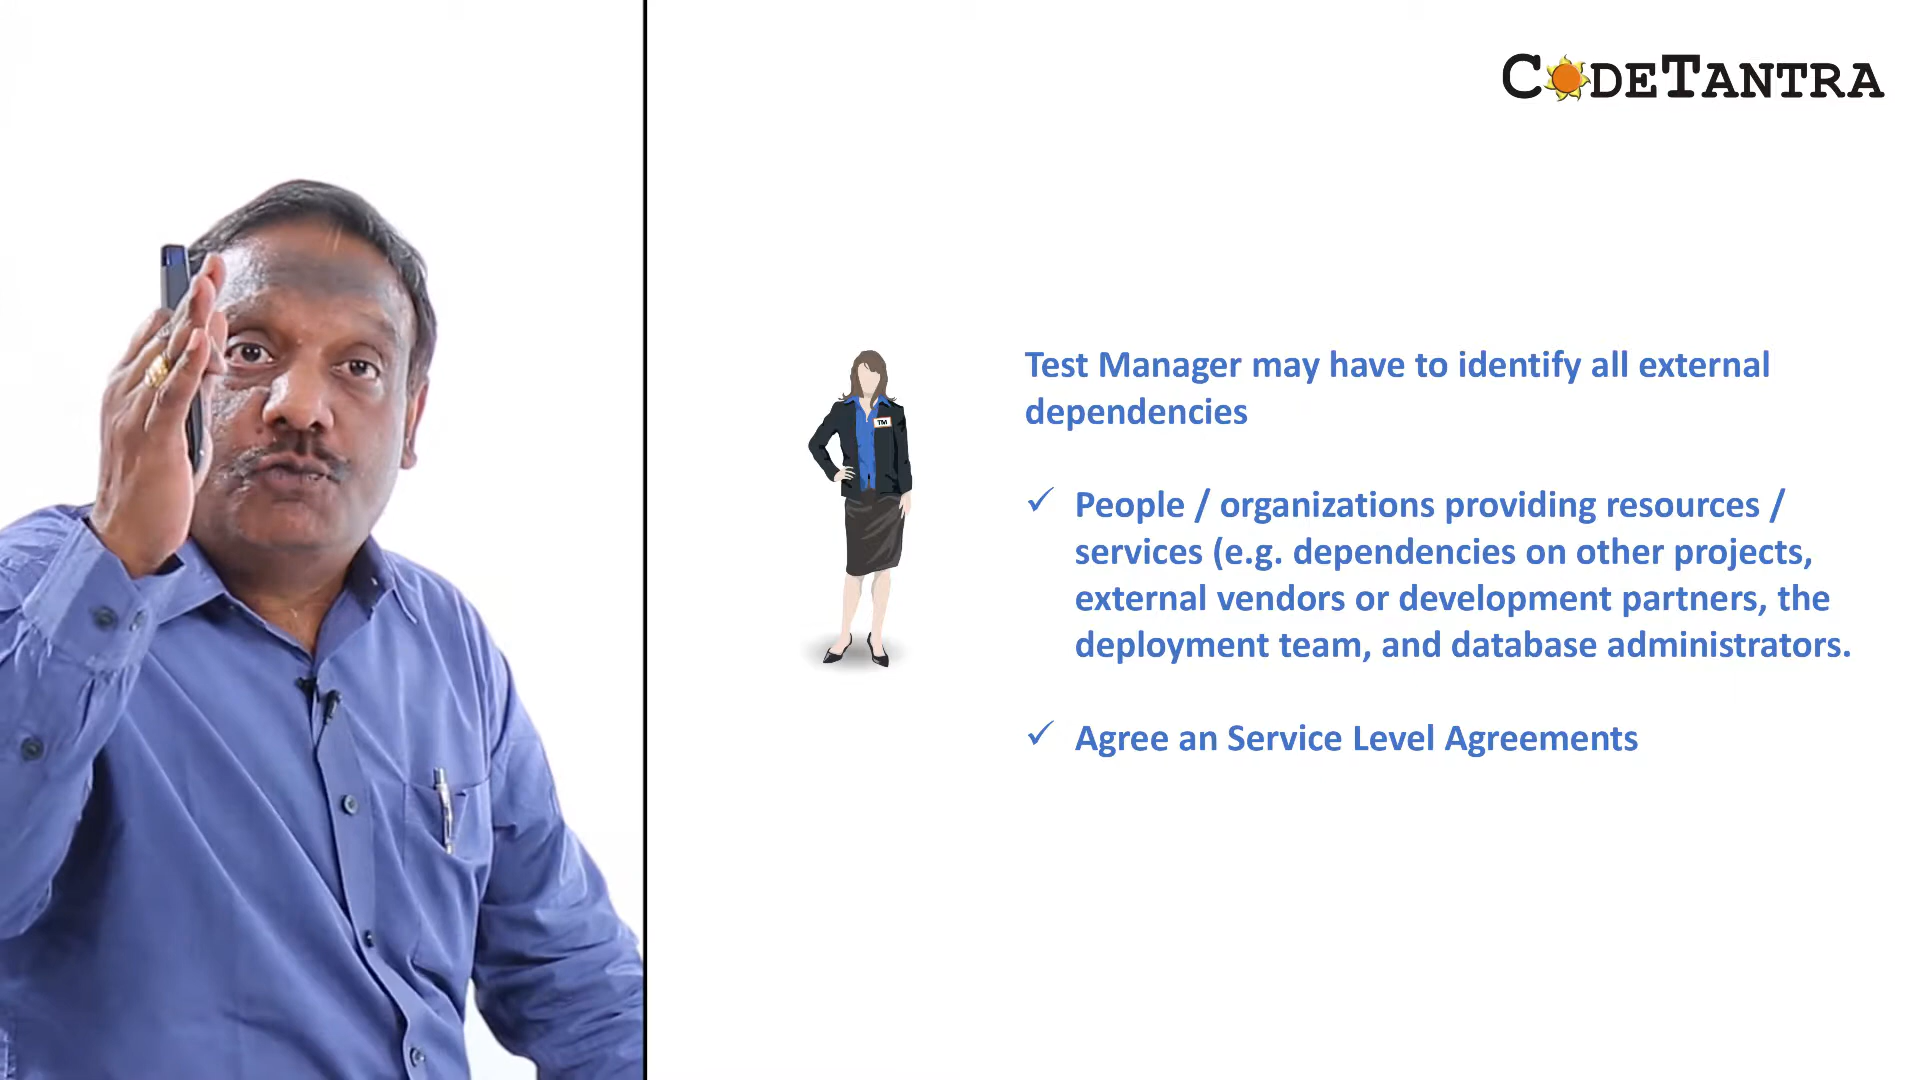 CODETANTRA
Test Manager may have to identify all external
dependencies
TM
✓ People / organizations providing resources /
services (e.g. dependencies on other projects,
external vendors or development partners, the
deployment team, and database administrators.
✓ Agree an Service Level Agreements